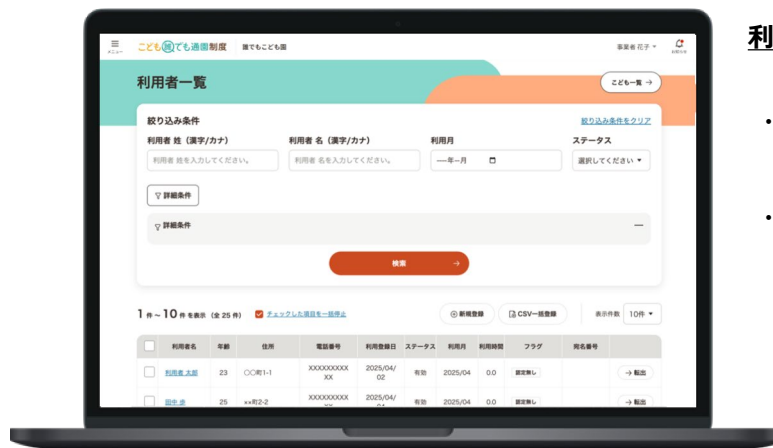 利
メニュー
こども誰でも通園制度 誰でもこども園
事業者 花子
お知らせ
利用者一覧
こども一覧 →
絞り込み条件
絞り込み条件をクリア
利用者 姓（漢字/カナ） 利用者 名（漢字/カナ） 利用月 ステータス
利用者 姓を入力してください。 利用者 名を入力してください。 ----年--月 選択してください
詳細条件
詳細条件
検索 →
1 件 ~ 10 件 を表示 (全 25 件) チェックした項目を一括停止 新規登録 CSV一括登録 表示件数 10件
利用者名 年齢 住所 電話番号 利用登録日 ステータス 利用月 利用時間 フラグ 宛名番号
利用者 太郎 23 〇〇町1-1 XXXXXXXXXXX 2025/04/02 有効 2025/04 0.0 設定無し → 転出
田中 歩 25 ××町2-2 XXXXXXXXX 2025/04/ 有効 2025/04 0.0 設定無し → 転出